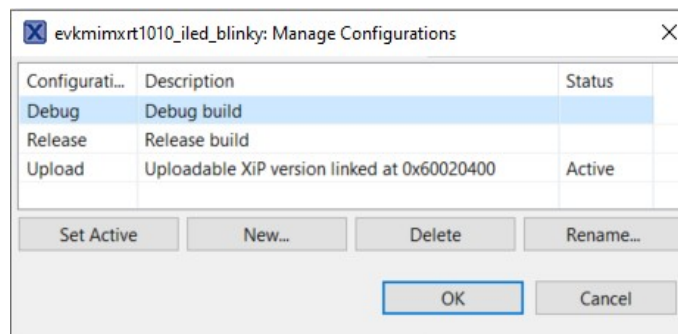 evkmimxrt1010_iled_blinky: Manage Configurations
Configurati... Description Status
Debug Debug build
Release Release build
Upload Uploadable XiP version linked at 0x60020400 Active
Set Active New... Delete Rename...
OK Cancel